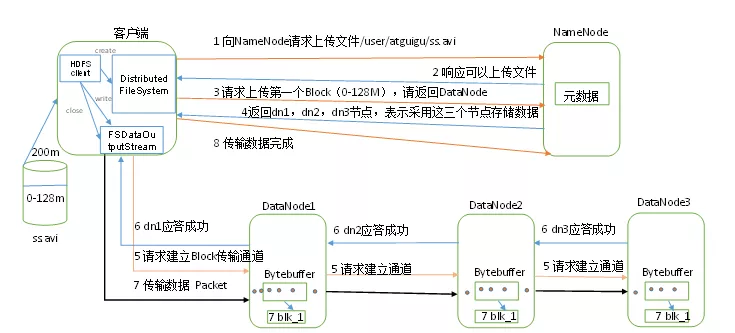 客户端
NameNode
1 向NameNode请求上传文件/user/atguigu/ss.avi
create
HDFS
client
Distributed
FileSystem
2 响应可以上传文件
3 请求上传第一个Block（0-128M），请返回DataNode
元数据
write
4返回dn1，dn2，dn3节点，表示采用这三个节点存储数据
close
FSDataOu
tputStream
8 传输数据完成
200m
0-128m
ss.avi
DataNode1
DataNode2
DataNode3
6 dn1应答成功
6 dn2应答成功
6 dn3应答成功
5 请求建立Block传输通道
5 请求建立通道
5 请求建立通道
7 传输数据 Packet
Bytebuffer
Bytebuffer
Bytebuffer
7 blk_1
7 blk_1
7 blk_1